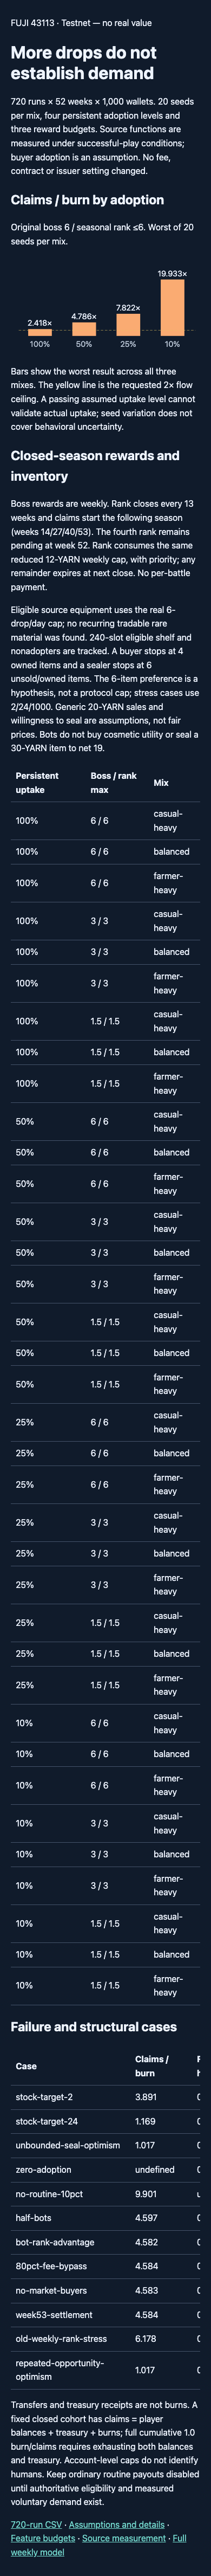 FUJI 43113 · Testnet — no real value
More drops do not
establish demand
720 runs × 52 weeks × 1,000 wallets. 20 seeds
per mix, four persistent adoption levels and
three reward budgets. Source functions are
measured under successful-play conditions;
buyer adoption is an assumption. No fee,
contract or issuer setting changed.
Claims / burn by adoption
Original boss 6 / seasonal rank ≤6. Worst of 20
seeds per mix.
19.933×
7.822×
4.786×
2.418×
100% 50% 25% 10%
Bars show the worst result across all three
mixes. The yellow line is the requested 2× flow
ceiling. A passing assumed uptake level cannot
validate actual uptake; seed variation does not
cover behavioral uncertainty.
Closed-season rewards and
inventory
Boss rewards are weekly. Rank closes every 13
weeks and claims start the following season
(weeks 14/27/40/53). The fourth rank remains
pending at week 52. Rank consumes the same
reduced 12-YARN weekly cap, with priority; any
remainder expires at next close. No per-battle
payment.
Eligible source equipment uses the real 6-
drop/day cap; no recurring tradable rare
material was found. 240-slot eligible shelf and
nonadopters are tracked. A buyer stops at 4
owned items and a sealer stops at 6
unsold/owned items. The 6-item preference is a
hypothesis, not a protocol cap; stress cases use
2/24/1000. Generic 20-YARN sales and
willingness to seal are assumptions, not fair
prices. Bots do not buy cosmetic utility or seal a
30-YARN item to net 19.
Persistent uptake Boss / rank max Mix
100% 6 / 6 casual-heavy
100% 6 / 6 balanced
100% 6 / 6 farmer-heavy
100% 3 / 3 casual-heavy
100% 3 / 3 balanced
100% 3 / 3 farmer-heavy
100% 1.5 / 1.5 casual-heavy
100% 1.5 / 1.5 balanced
100% 1.5 / 1.5 farmer-heavy
50% 6 / 6 casual-heavy
50% 6 / 6 balanced
50% 6 / 6 farmer-heavy
50% 3 / 3 casual-heavy
50% 3 / 3 balanced
50% 3 / 3 farmer-heavy
50% 1.5 / 1.5 casual-heavy
50% 1.5 / 1.5 balanced
50% 1.5 / 1.5 farmer-heavy
25% 6 / 6 casual-heavy
25% 6 / 6 balanced
25% 6 / 6 farmer-heavy
25% 3 / 3 casual-heavy
25% 3 / 3 balanced
25% 3 / 3 farmer-heavy
25% 1.5 / 1.5 casual-heavy
25% 1.5 / 1.5 balanced
25% 1.5 / 1.5 farmer-heavy
10% 6 / 6 casual-heavy
10% 6 / 6 balanced
10% 6 / 6 farmer-heavy
10% 3 / 3 casual-heavy
10% 3 / 3 balanced
10% 3 / 3 farmer-heavy
10% 1.5 / 1.5 casual-heavy
10% 1.5 / 1.5 balanced
10% 1.5 / 1.5 farmer-heavy
Failure and structural cases
Case Claims / burn
stock-target-2 3.891
stock-target-24 1.169
unbounded-seal-optimism 1.017
zero-adoption undefined
no-routine-10pct 9.901
half-bots 4.597
bot-rank-advantage 4.582
80pct-fee-bypass 4.584
no-market-buyers 4.583
week53-settlement 4.584
old-weekly-rank-stress 6.178
repeated-opportunity-optimism 1.017
Transfers and treasury receipts are not burns. A
fixed closed cohort has claims = player
balances + treasury + burns; full cumulative 1.0
burn/claims requires exhausting both balances
and treasury. Account-level caps do not identify
humans. Keep ordinary routine payouts disabled
until authoritative eligibility and measured
voluntary demand exist.
720-run CSV · Assumptions and details ·
Feature budgets · Source measurement · Full
weekly model